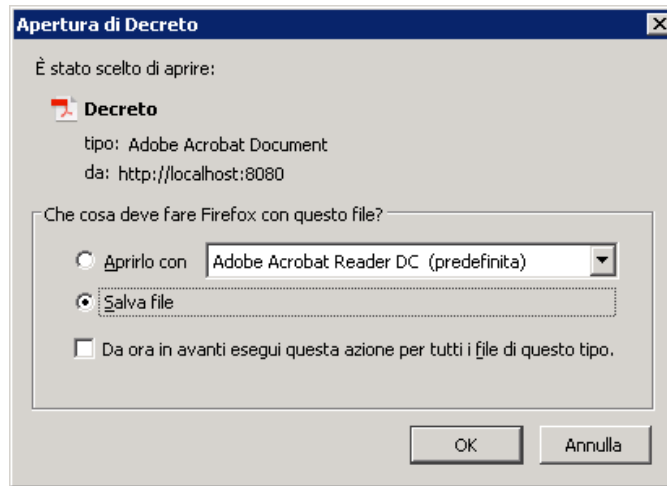 Apertura di Decreto
È stato scelto di aprire:
Decreto
tipo: Adobe Acrobat Document
da: http://localhost:8080
Che cosa deve fare Firefox con questo file?
Aprirlo con Adobe Acrobat Reader DC (predefinita)
Salva file
Da ora in avanti esegui questa azione per tutti i file di questo tipo.
OK Annulla